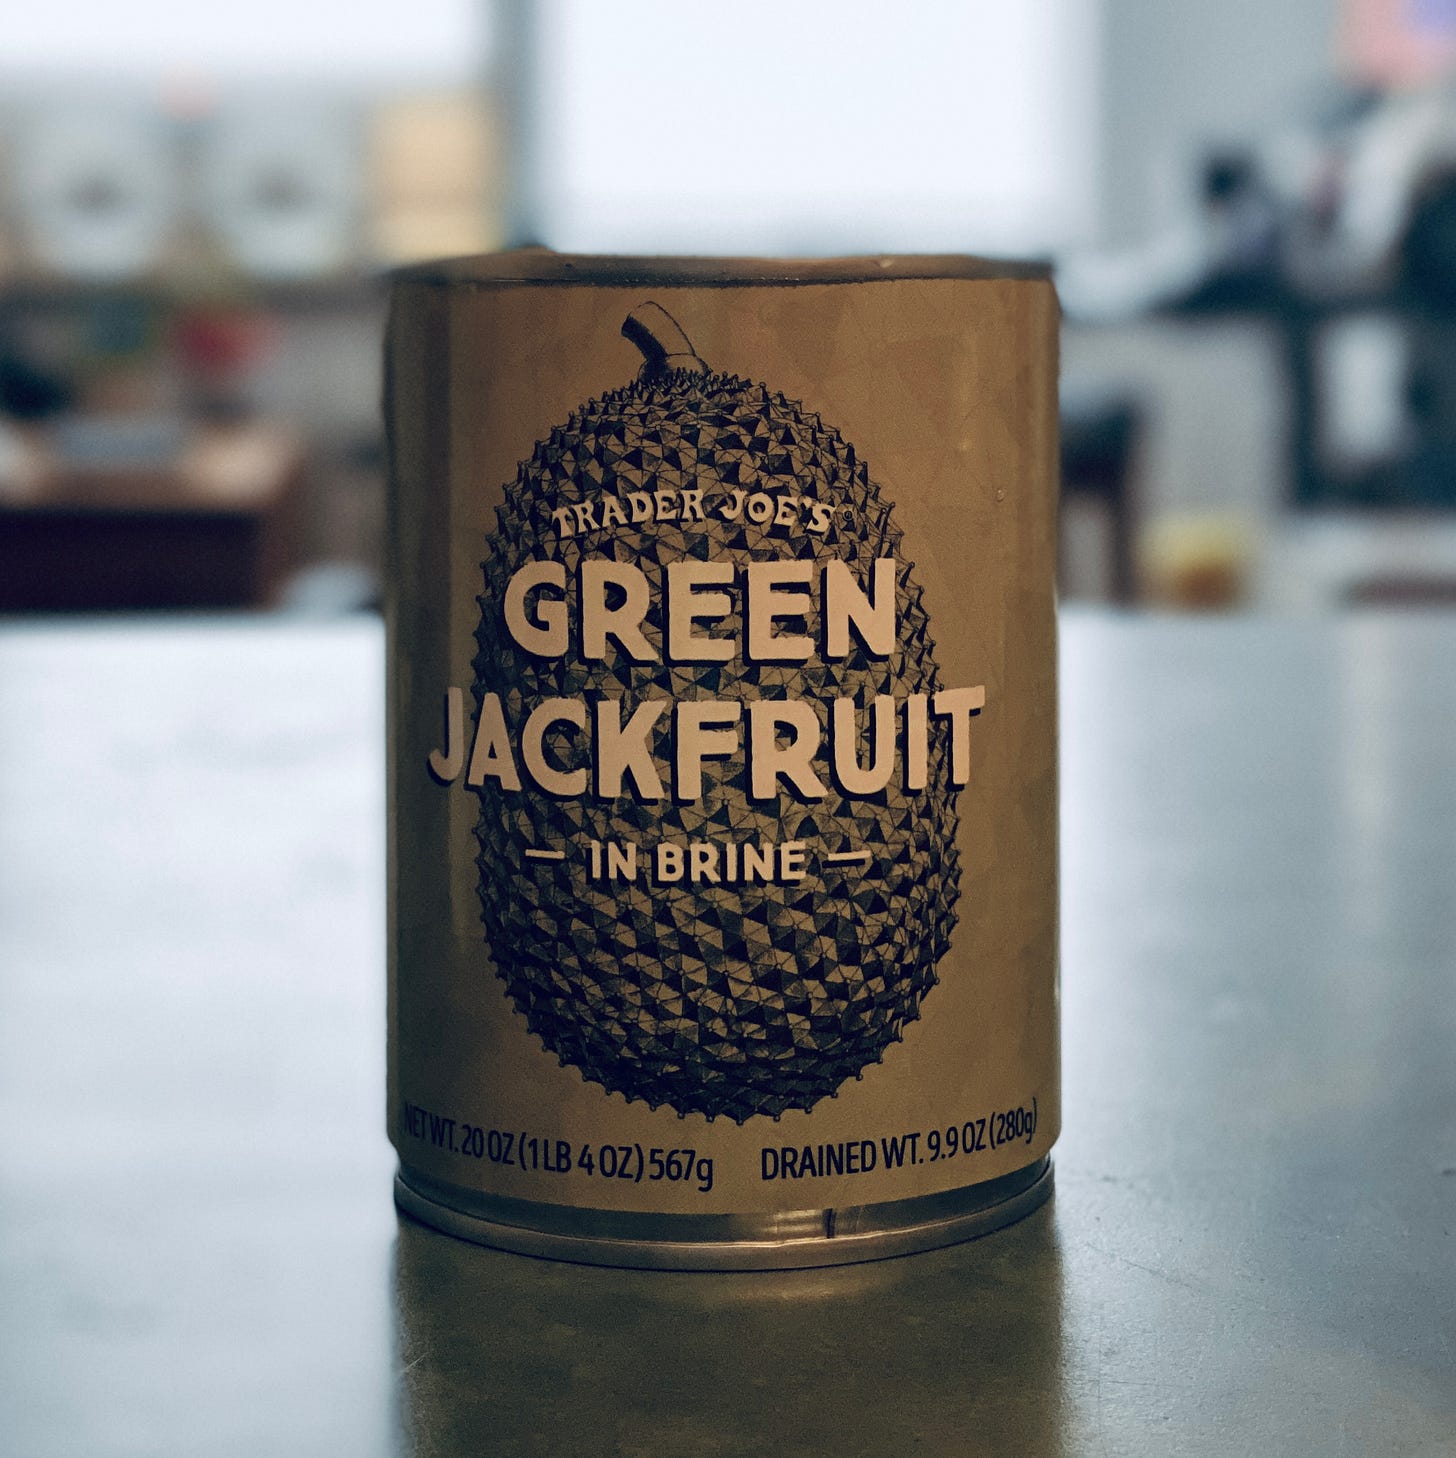 TRADER JOE'S®
GREEN
JACKFRUIT
— IN BRINE —
NET WT. 20 OZ (1 LB 4 OZ) 567g DRAINED WT. 9.9 OZ (280g)